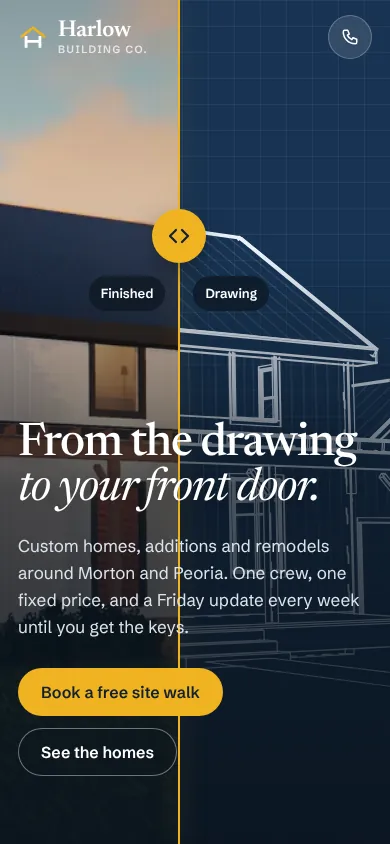 Harlow
BUILDING CO.
Finished
Drawing
From the drawing
to your front door.
Custom homes, additions and remodels
around Morton and Peoria. One crew, one
fixed price, and a Friday update every week
until you get the keys.
Book a free site walk
See the homes